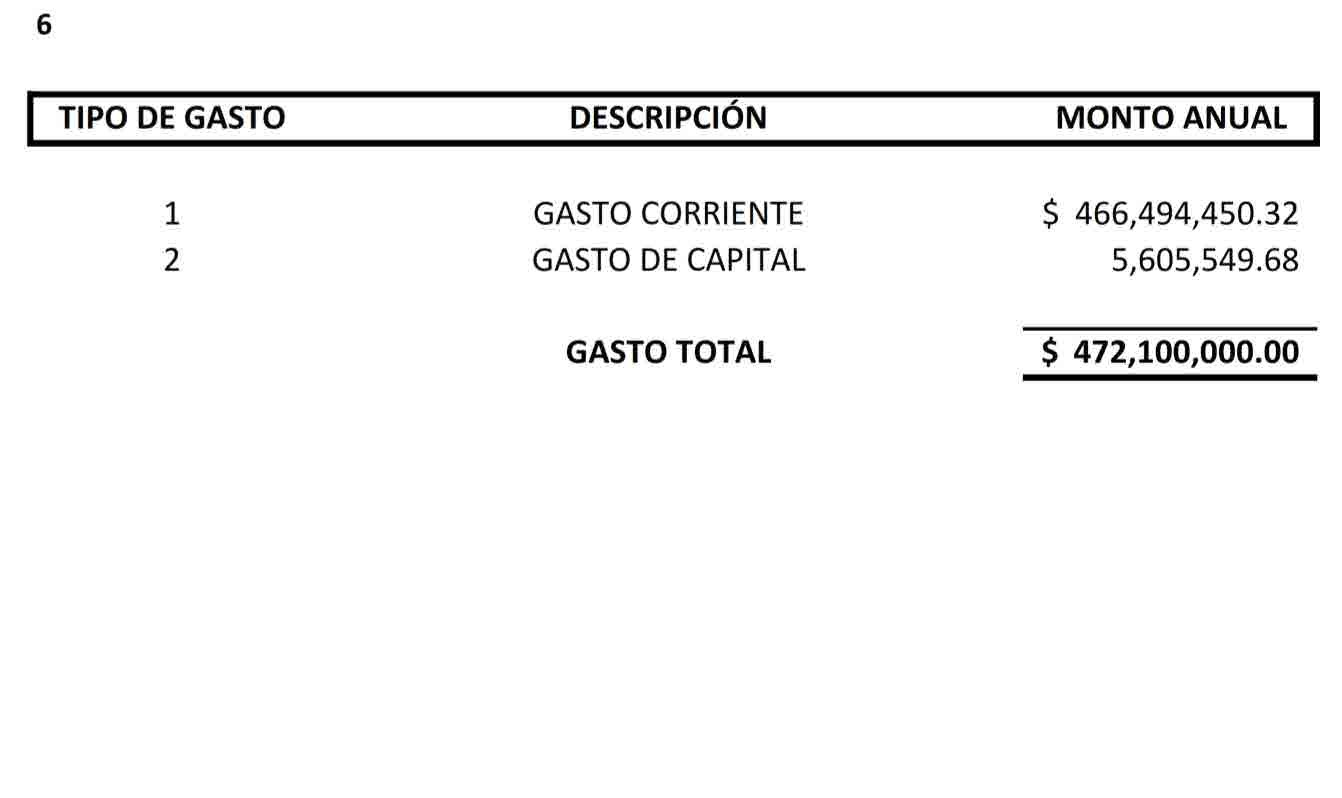 6
TIPO DE GASTO DESCRIPCIÓN MONTO ANUAL
1 GASTO CORRIENTE $ 466,494,450.32
2 GASTO DE CAPITAL 5,605,549.68
GASTO TOTAL $ 472,100,000.00